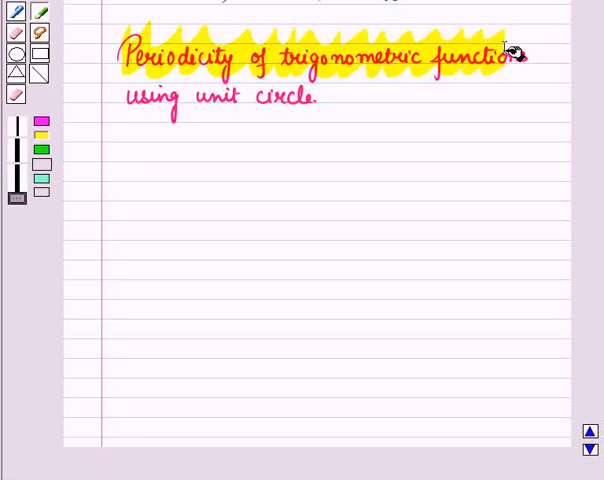 Periodicity of trigonometric functions
using unit circle.